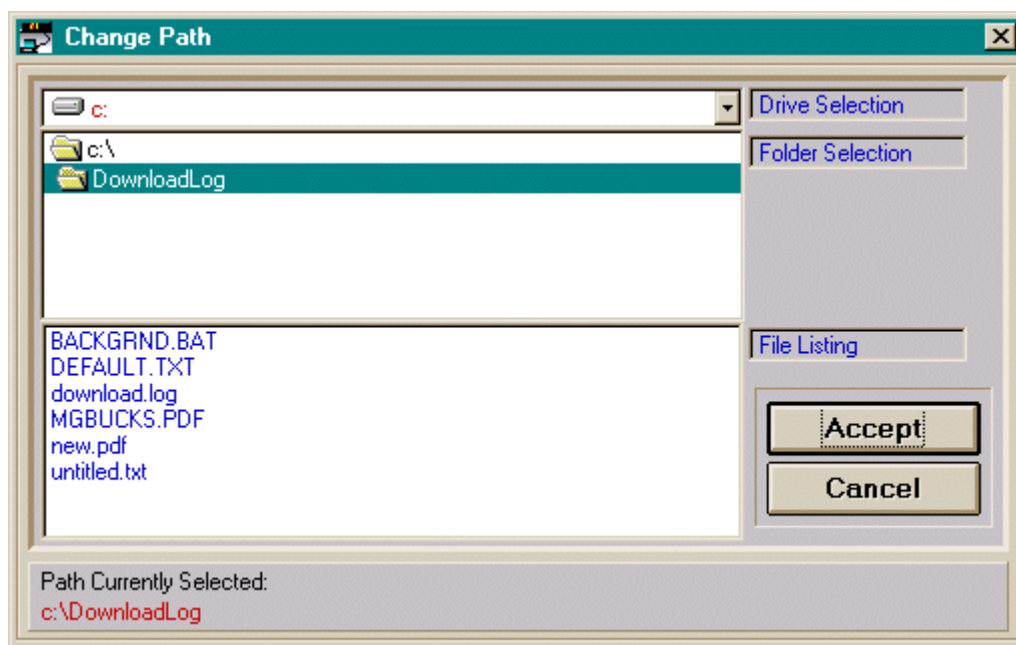 Change Path
c:
Drive Selection
c:\
Folder Selection
DownloadLog
BACKGRND.BAT
DEFAULT.TXT
download.log
MGBUCKS.PDF
new.pdf
untitled.txt
File Listing
Accept
Cancel
Path Currently Selected:
c:\DownloadLog